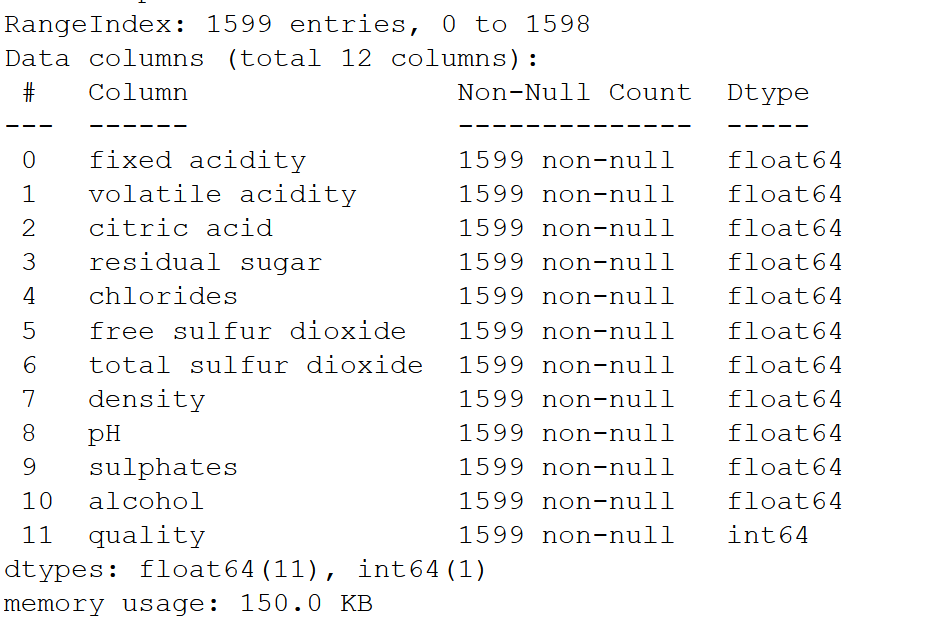 RangeIndex: 1599 entries, 0 to 1598
Data columns (total 12 columns):
 #   Column                Non-Null Count  Dtype
---  ------                --------------  -----
 0   fixed acidity         1599 non-null   float64
 1   volatile acidity      1599 non-null   float64
 2   citric acid           1599 non-null   float64
 3   residual sugar        1599 non-null   float64
 4   chlorides             1599 non-null   float64
 5   free sulfur dioxide   1599 non-null   float64
 6   total sulfur dioxide  1599 non-null   float64
 7   density               1599 non-null   float64
 8   pH                    1599 non-null   float64
 9   sulphates             1599 non-null   float64
 10  alcohol               1599 non-null   float64
 11  quality               1599 non-null   int64
dtypes: float64(11), int64(1)
memory usage: 150.0 KB